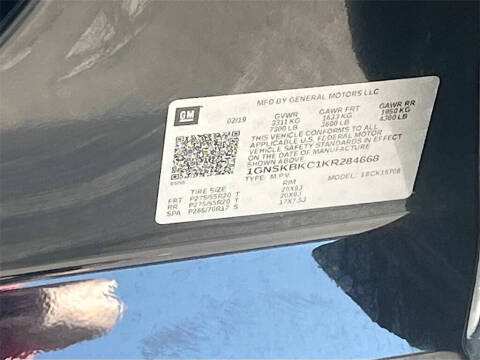 MFD BY GENERAL MOTORS LLC
GM 02/19 GVWR GAWR FRT GAWR RR
3311 KG 1633 KG 1950 KG
7300 LB 3600 LB 4300 LB
THIS VEHICLE CONFORMS TO ALL
APPLICABLE U.S. FEDERAL MOTOR
VEHICLE SAFETY STANDARDS IN EFFECT
ON THE DATE OF MANUFACTURE
SHOWN ABOVE.
1GNSKBKC1KR284668
TYPE: M.P.V. MODEL:
TIRE SIZE RIM
FRT P275/55R20 T 20X9J
RR P275/55R20 T 20X9J
SPA P265/70R17 S 17X7.5J